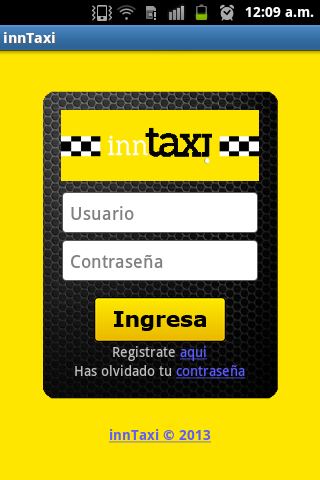 12:09 a.m.
innTaxi
inntaxi
Usuario
Contraseña
Ingresa
Registrate aqui
Has olvidado tu contraseña
innTaxi © 2013